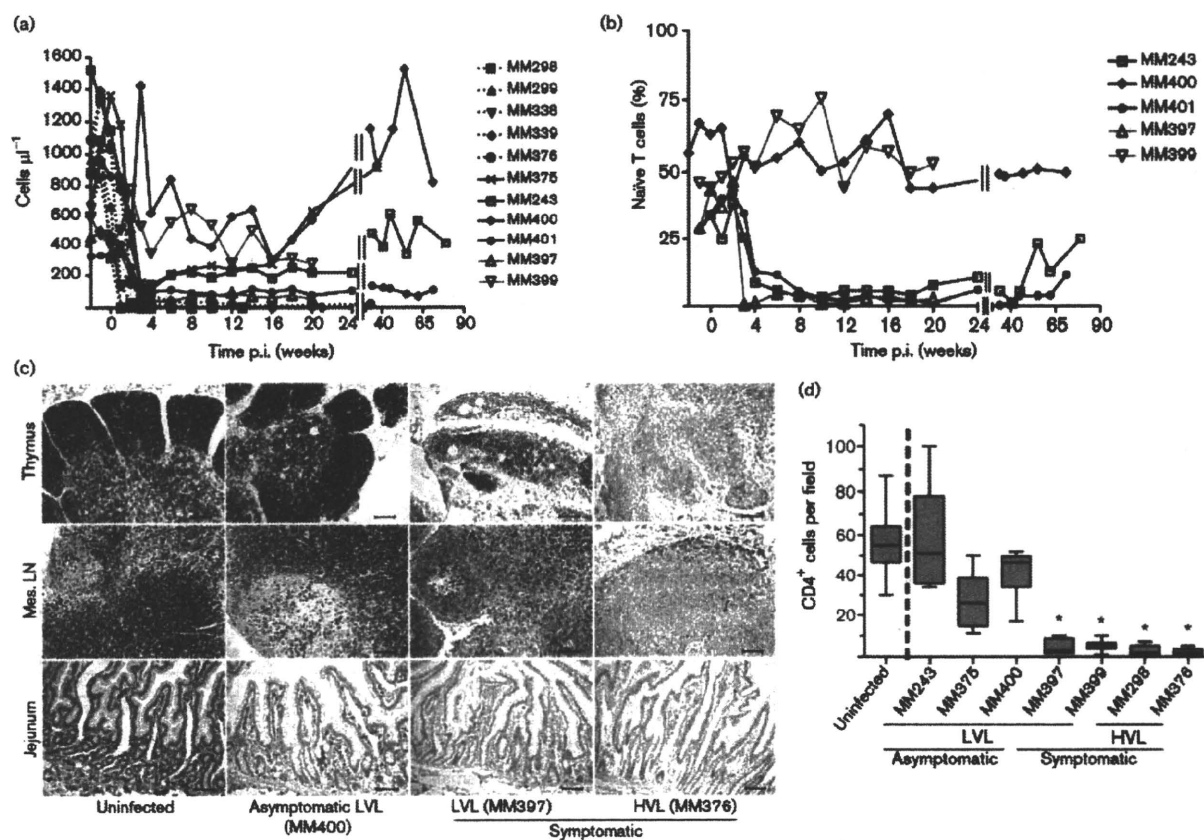 (a)
1600
1400
1200
1000
800
600
400
200
Cells µl⁻¹
0 4 8 12 16 20 24 40 65 90
Time p.i. (weeks)
MM298
MM299
MM338
MM339
MM376
MM375
MM243
MM400
MM401
MM397
MM399
(b)
100
75
50
25
Naïve T cells (%)
0 4 8 12 16 20 24 40 65 90
Time p.i. (weeks)
MM243
MM400
MM401
MM397
MM399
(c)
Thymus
Mes. LN
Jejunum
Uninfected
Asymptomatic LVL
(MM400)
LVL (MM397)
HVL (MM376)
Symptomatic
(d)
100
80
60
50
40
20
CD4⁺ cells per field
* * * *
Uninfected
MM243
MM375
MM400
MM397
MM399
MM298
MM376
LVL HVL
Asymptomatic Symptomatic